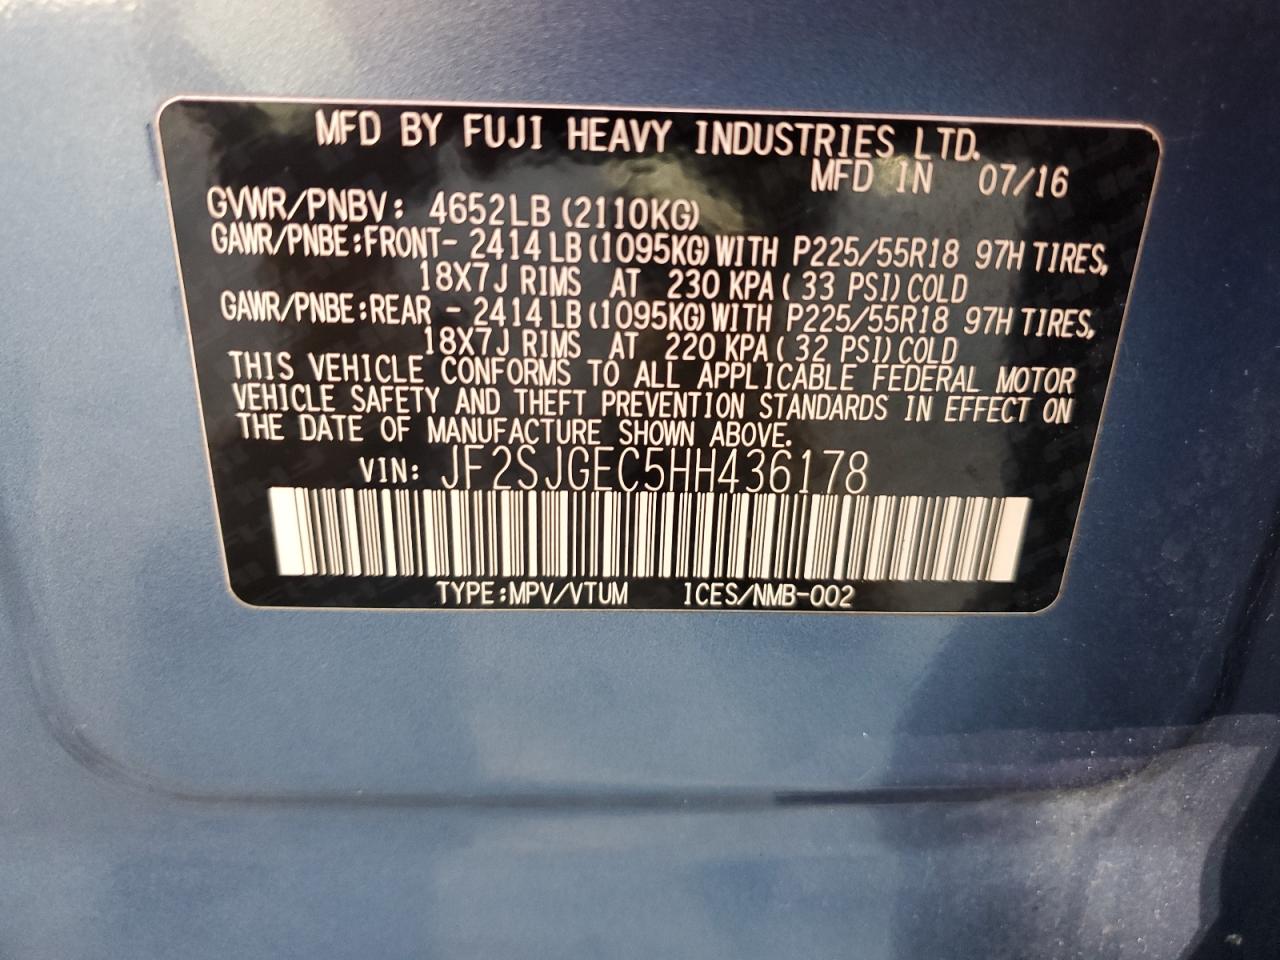 MFD BY FUJI HEAVY INDUSTRIES LTD.
MFD IN 07/16
GVWR/PNBV: 4652LB (2110KG)
GAWR/PNBE:FRONT- 2414LB (1095KG) WITH P225/55R18 97H TIRES,
18X7J RIMS AT 230 KPA ( 33 PSI) COLD
GAWR/PNBE:REAR - 2414LB (1095KG) WITH P225/55R18 97H TIRES,
18X7J RIMS AT 220 KPA ( 32 PSI) COLD
THIS VEHICLE CONFORMS TO ALL APPLICABLE FEDERAL MOTOR
VEHICLE SAFETY AND THEFT PREVENTION STANDARDS IN EFFECT ON
THE DATE OF MANUFACTURE SHOWN ABOVE.
VIN: JF2SJGEC5HH436178
TYPE:MPV/VTUM ICES/NMB-002